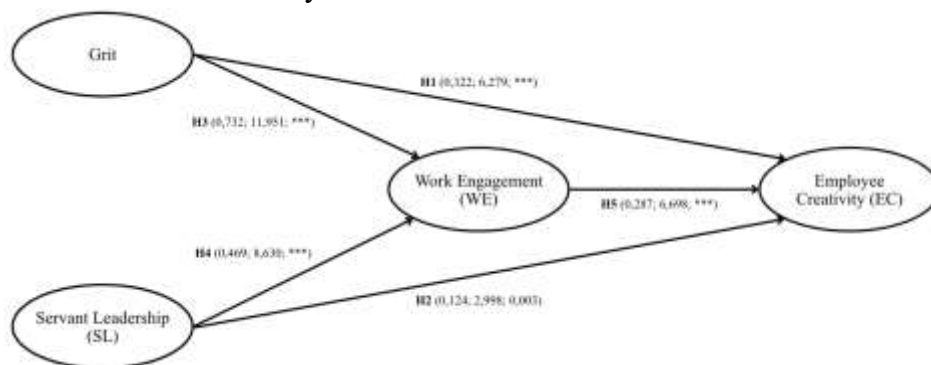 Grit
H1 (0,322; 6,279; ***)
H3 (0,732; 11,951; ***)
Work Engagement
(WE)
Employee
Creativity (EC)
H5 (0,287; 6,698; ***)
H4 (0,469; 8,630; ***)
H2 (0,124; 2,998; 0,003)
Servant Leadership
(SL)